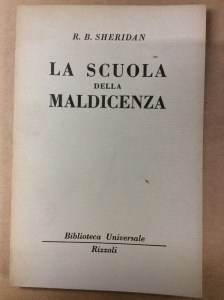 R. B. SHERIDAN
LA SCUOLA
DELLA
MALDICENZA
Biblioteca Universale
Rizzoli